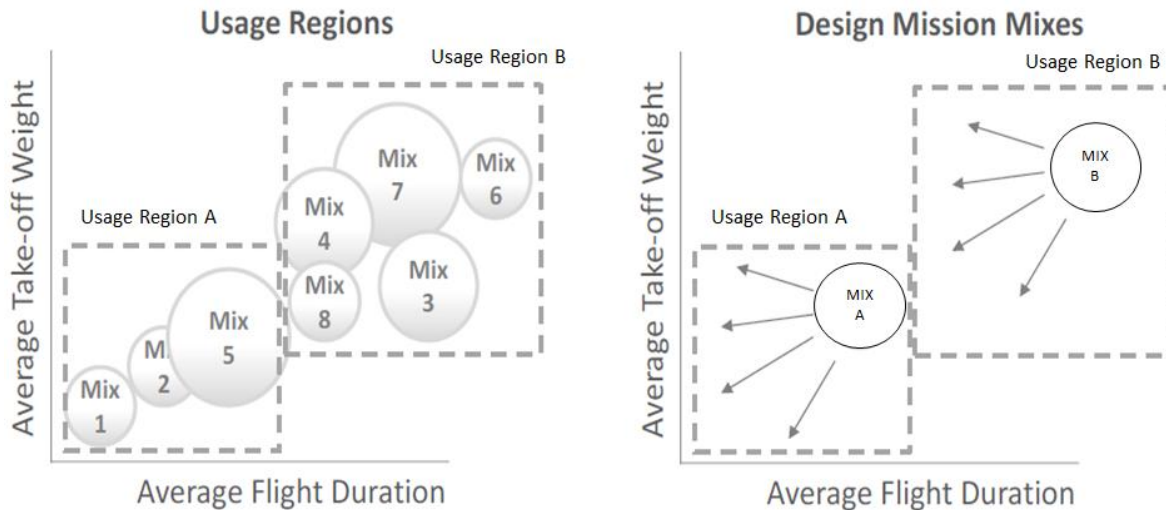 Usage Regions
Average Take-off Weight
Usage Region B
Usage Region A
Mix
7
Mix
6
Mix
4
Mix
3
Mix
8
Mix
5
2
Mix
1
Average Flight Duration
Design Mission Mixes
Average Take-off Weight
Usage Region B
Usage Region A
MIX
B
MIX
A
Average Flight Duration